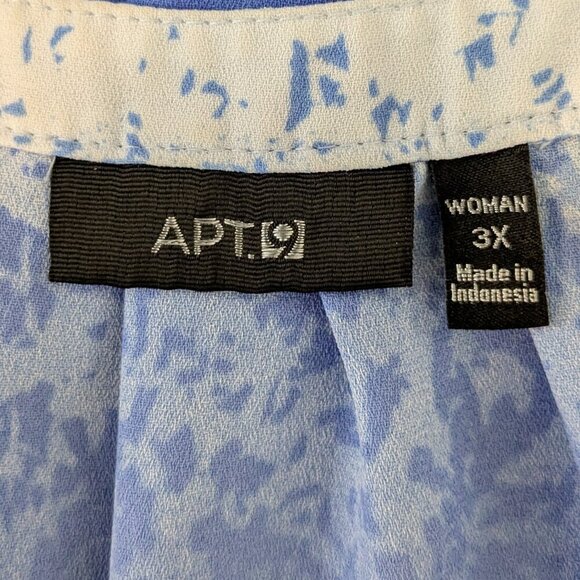 APT.9
WOMAN
3X
Made in
Indonesia